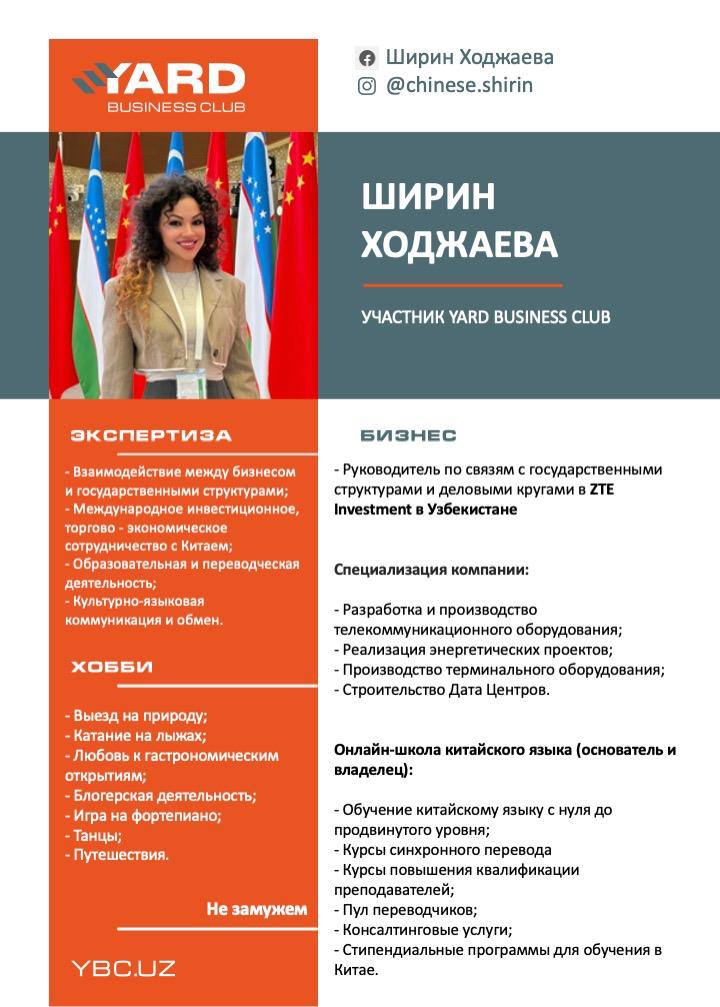 YARD
BUSINESS CLUB
Ширин Ходжаева
@chinese.shirin
ШИРИН
ХОДЖАЕВА
УЧАСТНИК YARD BUSINESS CLUB
ЭКСПЕРТИЗА
- Взаимодействие между бизнесом
и государственными структурами;
- Международное инвестиционное,
торгово - экономическое
сотрудничество с Китаем;
- Образовательная и переводческая
деятельность;
- Культурно-языковая
коммуникация и обмен.
ХОББИ
- Выезд на природу;
- Катание на лыжах;
- Любовь к гастрономическим
открытиям;
- Блогерская деятельность;
- Игра на фортепиано;
- Танцы;
- Путешествия.
Не замужем
YBC.UZ
БИЗНЕС
- Руководитель по связям с государственными
структурами и деловыми кругами в ZTE
Investment в Узбекистане
Специализация компании:
- Разработка и производство
телекоммуникационного оборудования;
- Реализация энергетических проектов;
- Производство терминального оборудования;
- Строительство Дата Центров.
Онлайн-школа китайского языка (основатель и
владелец):
- Обучение китайскому языку с нуля до
продвинутого уровня;
- Курсы синхронного перевода
- Курсы повышения квалификации
преподавателей;
- Пул переводчиков;
- Консалтинговые услуги;
- Стипендиальные программы для обучения в
Китае.